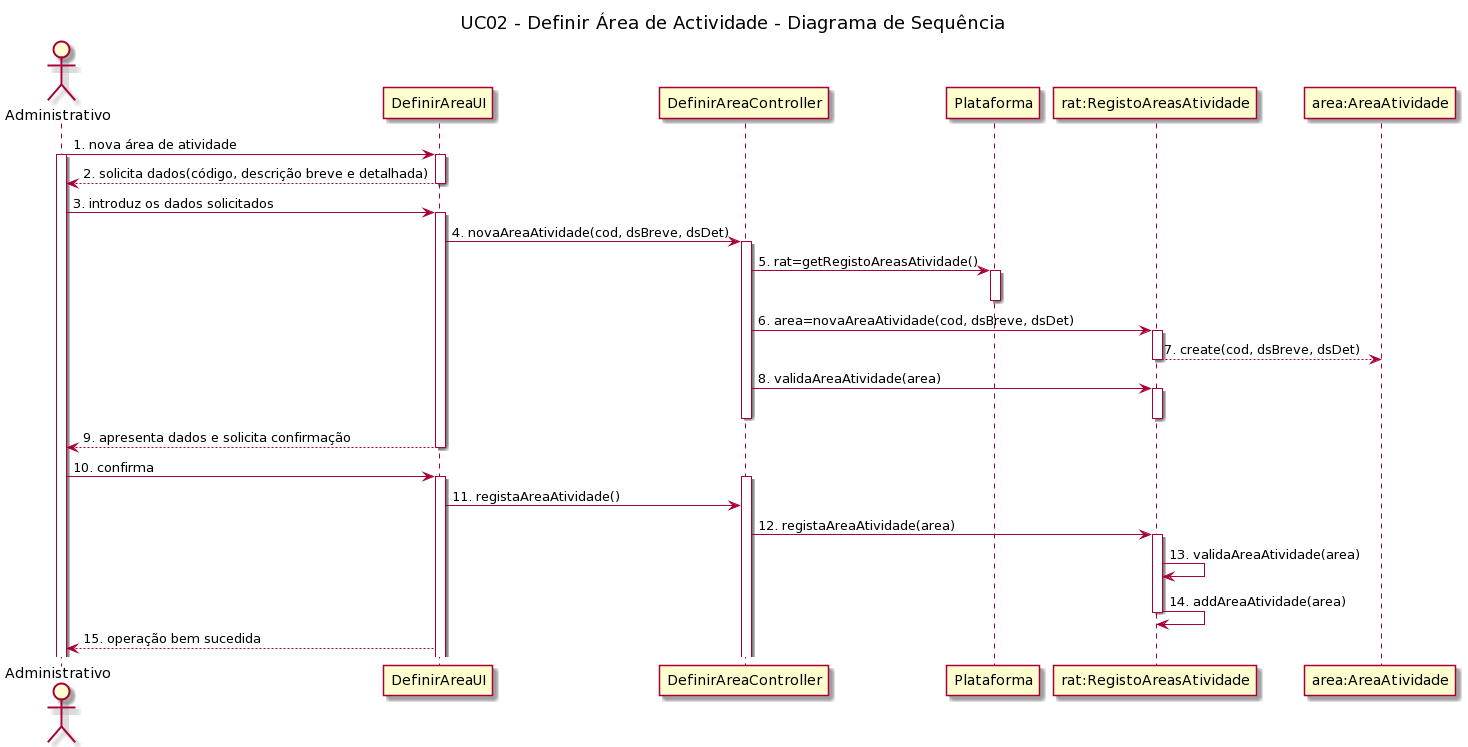 UC02 - Definir Área de Actividade - Diagrama de Sequência
Administrativo
DefinirAreaUI
DefinirAreaController
Plataforma
rat:RegistoAreasAtividade
area:AreaAtividade
1. nova área de atividade
2. solicita dados(código, descrição breve e detalhada)
3. introduz os dados solicitados
4. novaAreaAtividade(cod, dsBreve, dsDet)
5. rat=getRegistoAreasAtividade()
6. area=novaAreaAtividade(cod, dsBreve, dsDet)
7. create(cod, dsBreve, dsDet)
8. validaAreaAtividade(area)
9. apresenta dados e solicita confirmação
10. confirma
11. registaAreaAtividade()
12. registaAreaAtividade(area)
13. validaAreaAtividade(area)
14. addAreaAtividade(area)
15. operação bem sucedida
Administrativo
DefinirAreaUI
DefinirAreaController
Plataforma
rat:RegistoAreasAtividade
area:AreaAtividade